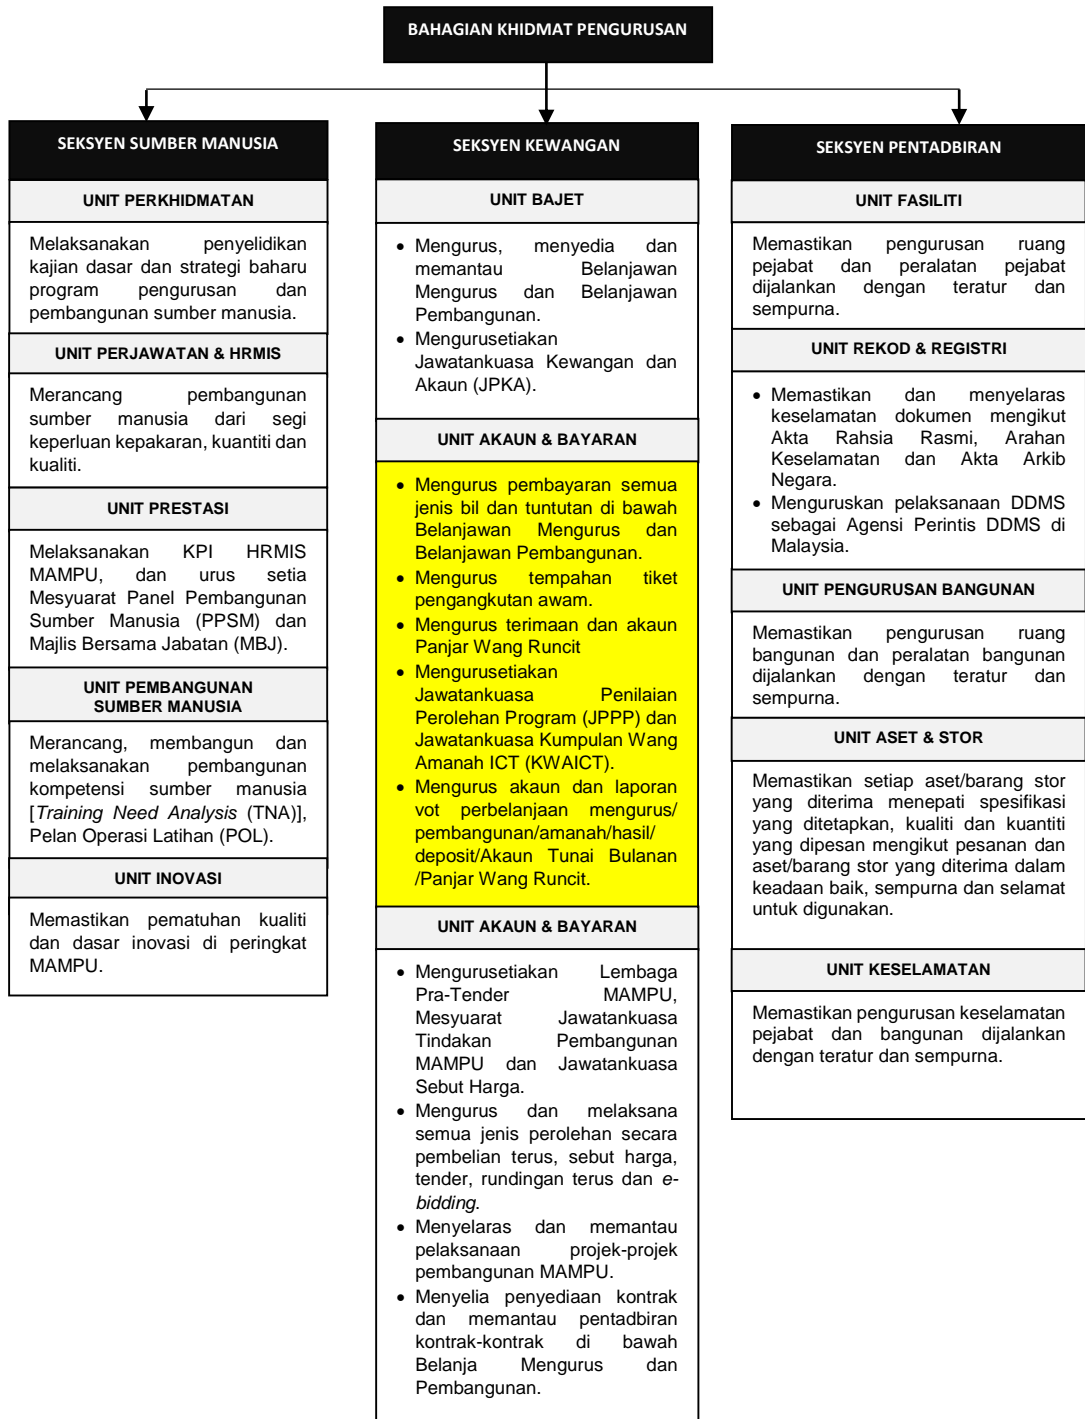 BAHAGIAN KHIDMAT PENGURUSAN
SEKSYEN SUMBER MANUSIA
UNIT PERKHIDMATAN
Melaksanakan penyelidikan
kajian dasar dan strategi baharu
program pengurusan dan
pembangunan sumber manusia.
UNIT PERJAWATAN & HRMIS
Merancang pembangunan
sumber manusia dari segi
keperluan kepakaran, kuantiti dan
kualiti.
UNIT PRESTASI
Melaksanakan KPI HRMIS
MAMPU, dan urus setia
Mesyuarat Panel Pembangunan
Sumber Manusia (PPSM) dan
Majlis Bersama Jabatan (MBJ).
UNIT PEMBANGUNAN
SUMBER MANUSIA
Merancang, membangun dan
melaksanakan pembangunan
kompetensi sumber manusia
[Training Need Analysis (TNA)],
Pelan Operasi Latihan (POL).
UNIT INOVASI
Memastikan pematuhan kualiti
dan dasar inovasi di peringkat
MAMPU.
SEKSYEN KEWANGAN
UNIT BAJET
• Mengurus, menyedia dan
memantau Belanjawan
Mengurus dan Belanjawan
Pembangunan.
• Mengurusetiakan
Jawatankuasa Kewangan dan
Akaun (JPKA).
UNIT AKAUN & BAYARAN
• Mengurus pembayaran semua
jenis bil dan tuntutan di bawah
Belanjawan Mengurus dan
Belanjawan Pembangunan.
• Mengurus tempahan tiket
pengangkutan awam.
• Mengurus terimaan dan akaun
Panjar Wang Runcit
• Mengurusetiakan
Jawatankuasa Penilaian
Perolehan Program (JPPP) dan
Jawatankuasa Kumpulan Wang
Amanah ICT (KWAICT).
• Mengurus akaun dan laporan
vot perbelanjaan mengurus/
pembangunan/amanah/hasil/
deposit/Akaun Tunai Bulanan
/Panjar Wang Runcit.
UNIT AKAUN & BAYARAN
• Mengurusetiakan Lembaga
Pra-Tender MAMPU,
Mesyuarat Jawatankuasa
Tindakan Pembangunan
MAMPU dan Jawatankuasa
Sebut Harga.
• Mengurus dan melaksana
semua jenis perolehan secara
pembelian terus, sebut harga,
tender, rundingan terus dan e-
bidding.
• Menyelaras dan memantau
pelaksanaan projek-projek
pembangunan MAMPU.
• Menyelia penyediaan kontrak
dan memantau pentadbiran
kontrak-kontrak di bawah
Belanja Mengurus dan
Pembangunan.
SEKSYEN PENTADBIRAN
UNIT FASILITI
Memastikan pengurusan ruang
pejabat dan peralatan pejabat
dijalankan dengan teratur dan
sempurna.
UNIT REKOD & REGISTRI
• Memastikan dan menyelaras
keselamatan dokumen mengikut
Akta Rahsia Rasmi, Arahan
Keselamatan dan Akta Arkib
Negara.
• Menguruskan pelaksanaan DDMS
sebagai Agensi Perintis DDMS di
Malaysia.
UNIT PENGURUSAN BANGUNAN
Memastikan pengurusan ruang
bangunan dan peralatan bangunan
dijalankan dengan teratur dan
sempurna.
UNIT ASET & STOR
Memastikan setiap aset/barang stor
yang diterima menepati spesifikasi
yang ditetapkan, kualiti dan kuantiti
yang dipesan mengikut pesanan dan
aset/barang stor yang diterima dalam
keadaan baik, sempurna dan selamat
untuk digunakan.
UNIT KESELAMATAN
Memastikan pengurusan keselamatan
pejabat dan bangunan dijalankan
dengan teratur dan sempurna.